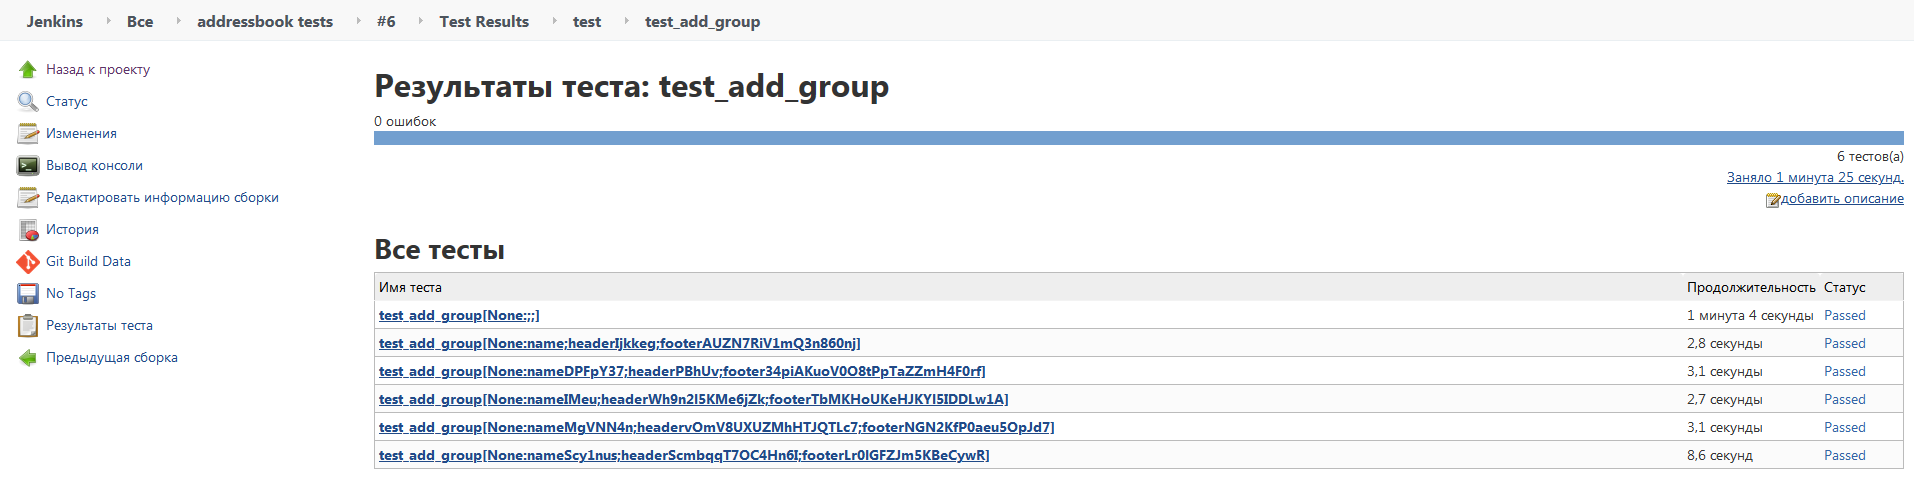 Jenkins Все addressbook tests #6 Test Results test test_add_group
Назад к проекту
Статус
Изменения
Вывод консоли
Редактировать информацию сборки
История
Git Build Data
No Tags
Результаты теста
Предыдущая сборка
Результаты теста: test_add_group
0 ошибок
6 тестов(а)
Заняло 1 минута 25 секунд.
добавить описание
Все тесты
Имя теста Продолжительность Статус
test_add_group[None:;;] 1 минута 4 секунды Passed
test_add_group[None:name;headerIjkkeg;footerAUZN7RiV1mQ3n860nj] 2,8 секунды Passed
test_add_group[None:nameDPFpY37;headerPBhUv;footer34piAKuoV0O8tPpTaZZmH4F0rf] 3,1 секунды Passed
test_add_group[None:nameIMeu;headerWh9n2l5KMe6jZk;footerTbMKHoUKeHJKYl5IDDLw1A] 2,7 секунды Passed
test_add_group[None:nameMgVNN4n;headervOmV8UXUZMhHTJQTLc7;footerNGN2KfP0aeu5OpJd7] 3,1 секунды Passed
test_add_group[None:nameScy1nus;headerScmbqqT7OC4Hn6I;footerLr0lGFZJm5KBeCywR] 8,6 секунд Passed